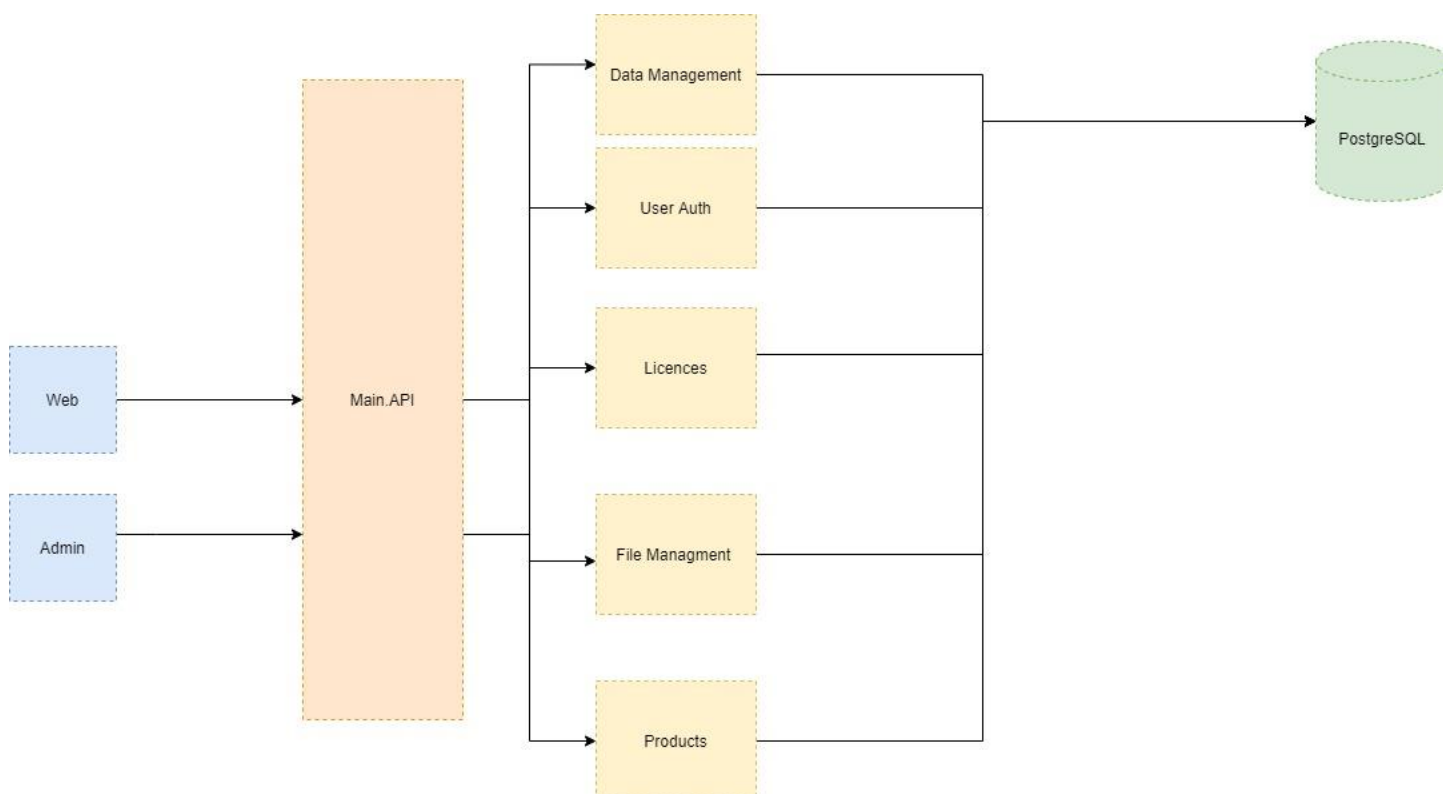 Data Management
User Auth
Licences
File Managment
Products
Web
Admin
Main.API
PostgreSQL